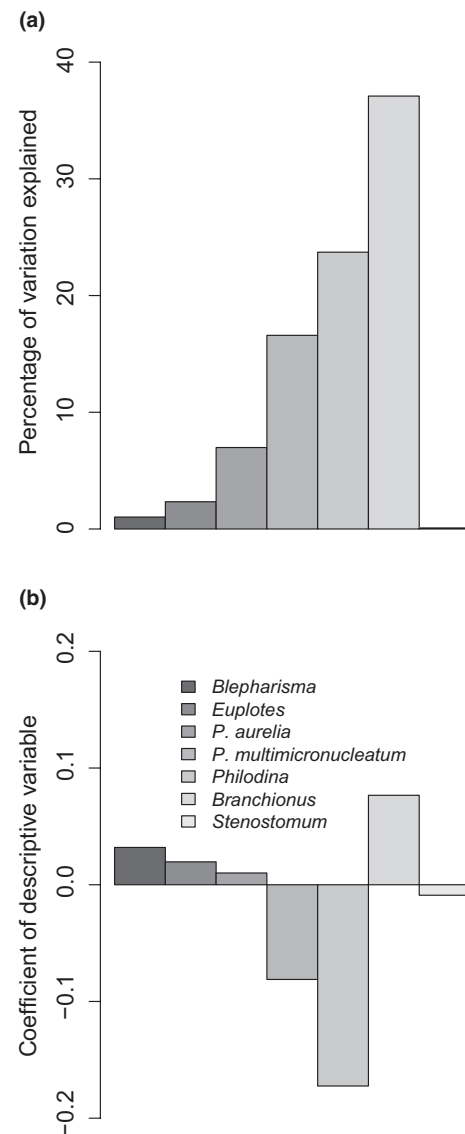 (a)
Percentage of variation explained
40
30
20
10
0
(b)
Coefficient of descriptive variable
0.2
0.1
0.0
−0.1
−0.2
Blepharisma
Euplotes
P. aurelia
P. multimicronucleatum
Philodina
Branchionus
Stenostomum